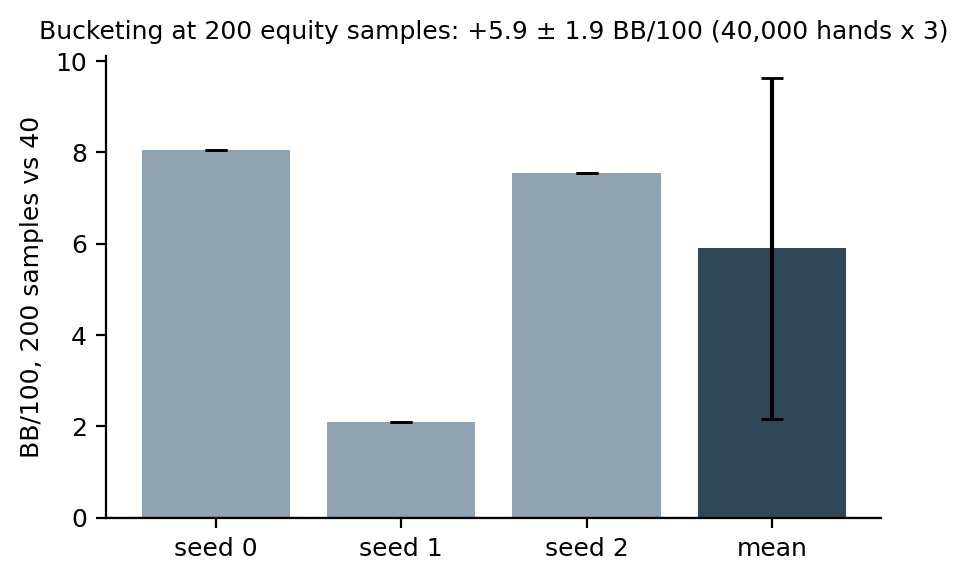 Bucketing at 200 equity samples: +5.9 ± 1.9 BB/100 (40,000 hands x 3)
BB/100, 200 samples vs 40
10
8
6
4
2
0
seed 0
seed 1
seed 2
mean